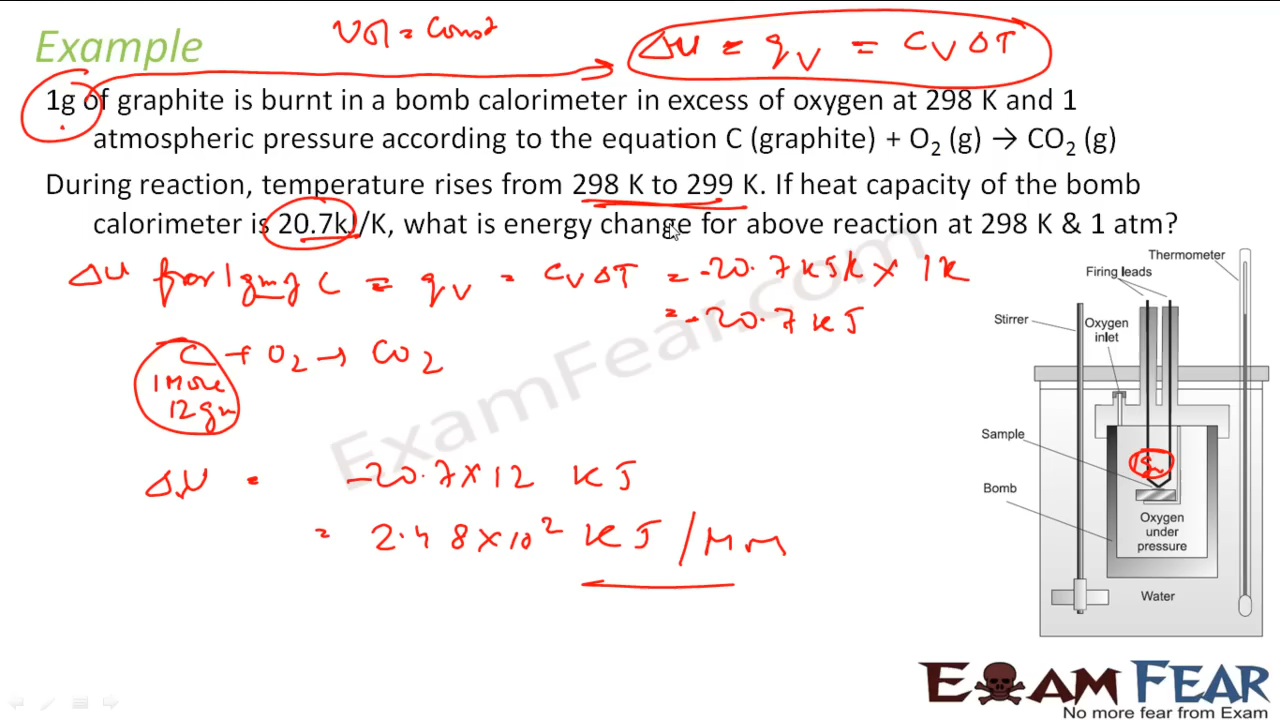 Example
Vol = Const
ΔU = qV = CV ΔT
1g of graphite is burnt in a bomb calorimeter in excess of oxygen at 298 K and 1
atmospheric pressure according to the equation C (graphite) + O2 (g) → CO2 (g)
During reaction, temperature rises from 298 K to 299 K. If heat capacity of the bomb
calorimeter is 20.7kJ/K, what is energy change for above reaction at 298 K & 1 atm?
ΔU for 1gm of C = qV = CV ΔT = -20.7 KJ/K × 1K
= -20.7 KJ
C + O2 → CO2
1 Mole
12 gm
ΔU = -20.7 × 12 KJ
= 2.48 × 10² KJ /
Thermometer
Firing leads
Stirrer
Oxygen
inlet
Sample
1gm
Bomb
Oxygen
under
pressure
Water
ExamFear.com
EXAM FEAR
No more fear from Exam